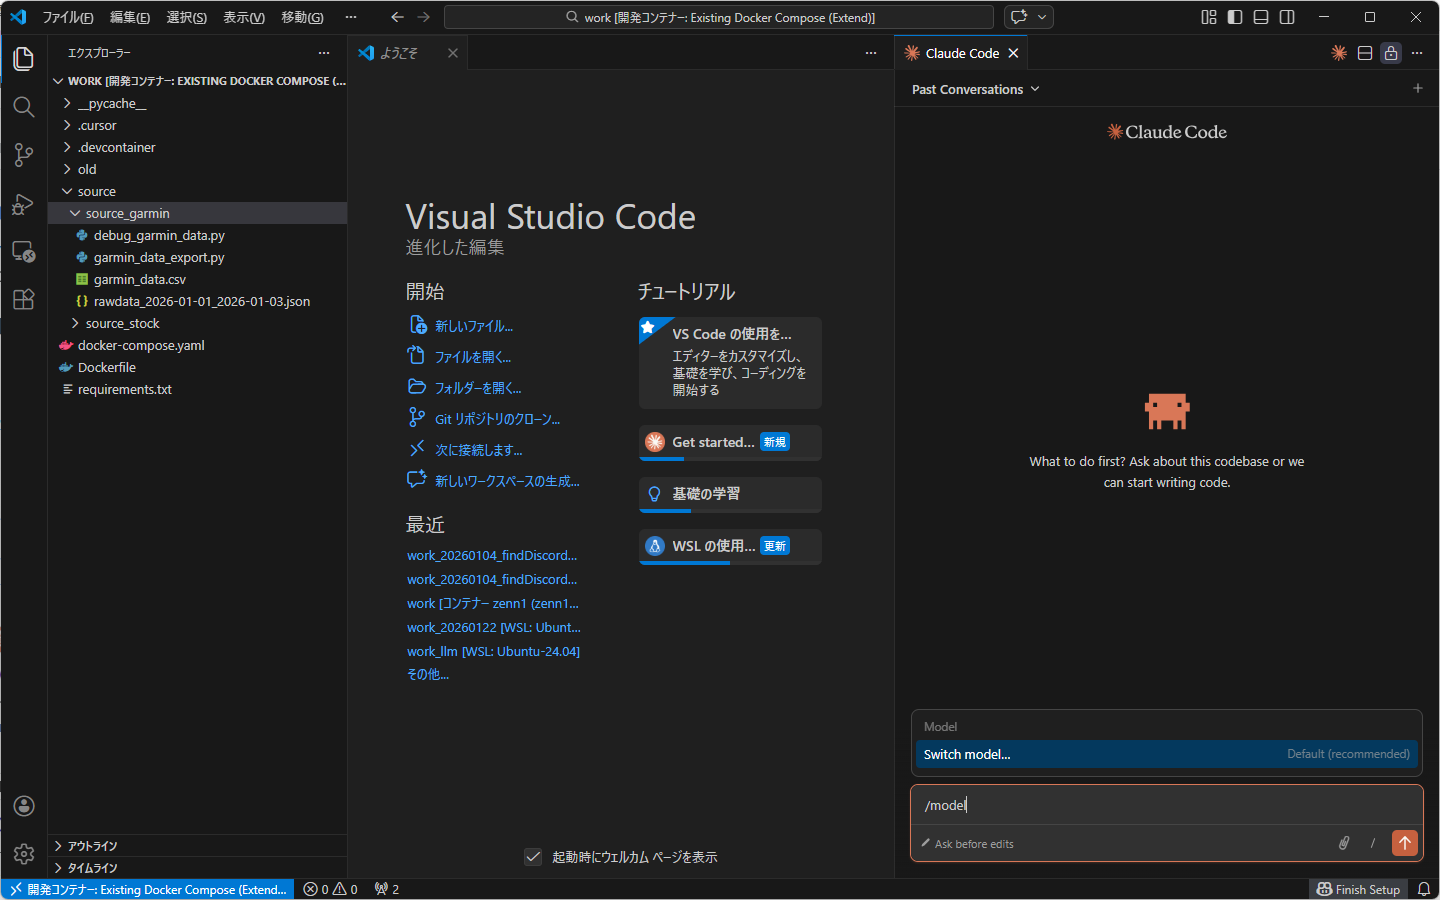 ファイル(F) 編集(E) 選択(S) 表示(V) 移動(G) ···
work [開発コンテナー: Existing Docker Compose (Extend)]
エクスプローラー
WORK [開発コンテナー: EXISTING DOCKER COMPOSE (...
__pycache__
.cursor
.devcontainer
old
source
source_garmin
debug_garmin_data.py
garmin_data_export.py
garmin_data.csv
rawdata_2026-01-01_2026-01-03.json
source_stock
docker-compose.yaml
Dockerfile
requirements.txt
アウトライン
タイムライン
ようこそ
Visual Studio Code
進化した編集
開始
新しいファイル...
ファイルを開く...
フォルダーを開く...
Git リポジトリのクローン...
次に接続します...
新しいワークスペースの生成...
最近
work_20260104_findDiscord...
work_20260104_findDiscord...
work [コンテナー zenn1 (zenn1...
work_20260122 [WSL: Ubunt...
work_llm [WSL: Ubuntu-24.04]
その他...
チュートリアル
VS Code の使用を...
エディターをカスタマイズし、
基礎を学び、コーディングを
開始する
Get started... 新規
基礎の学習
WSL の使用... 更新
起動時にウェルカム ページを表示
Claude Code
Past Conversations
Claude Code
What to do first? Ask about this codebase or we
can start writing code.
Model
Switch model... Default (recommended)
/model
Ask before edits /
開発コンテナー: Existing Docker Compose (Extend... 0 0 2
Finish Setup